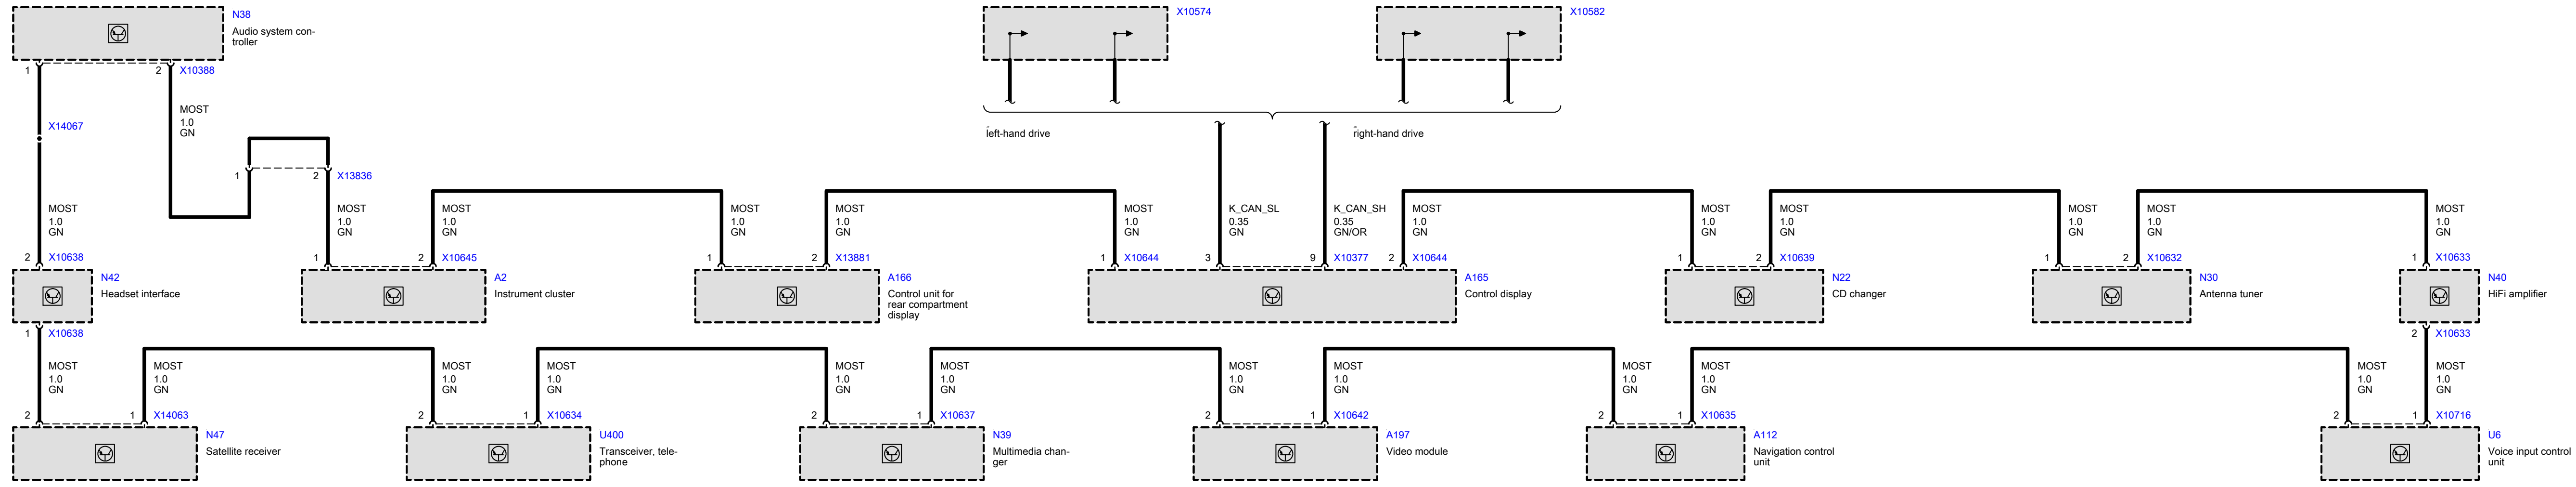 N38
Audio system con-
troller
X10574
X10582
1
2
X10388
MOST
1.0
GN
X14067
left-hand drive
right-hand drive
1
2
X13836
MOST
1.0
GN
MOST
1.0
GN
MOST
1.0
GN
MOST
1.0
GN
MOST
1.0
GN
MOST
1.0
GN
K_CAN_SL
0.35
GN
K_CAN_SH
0.35
GN/OR
MOST
1.0
GN
MOST
1.0
GN
MOST
1.0
GN
MOST
1.0
GN
MOST
1.0
GN
MOST
1.0
GN
2 X10638
1
2 X10645
1
2 X13881
1 X10644
3
9 X10377
2 X10644
1
2 X10639
1
2 X10632
1 X10633
N42
Headset interface
A2
Instrument cluster
A166
Control unit for
rear compartment
display
A165
Control display
N22
CD changer
N30
Antenna tuner
N40
HiFi amplifier
1 X10638
2 X10633
MOST
1.0
GN
MOST
1.0
GN
MOST
1.0
GN
MOST
1.0
GN
MOST
1.0
GN
MOST
1.0
GN
MOST
1.0
GN
MOST
1.0
GN
MOST
1.0
GN
MOST
1.0
GN
MOST
1.0
GN
MOST
1.0
GN
2
1 X14063
2
1 X10634
2
1 X10637
2
1 X10642
2
1 X10635
2
1 X10716
N47
Satellite receiver
U400
Transceiver, tele-
phone
N39
Multimedia chan-
ger
A197
Video module
A112
Navigation control
unit
U6
Voice input control
unit